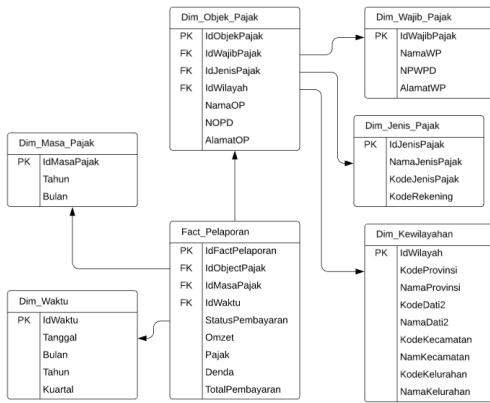 Dim_Objek_Pajak
PK IdObjekPajak
FK IdWajibPajak
FK IdJenisPajak
FK IdWilayah
NamaOP
NOPD
AlamatOP
Dim_Wajib_Pajak
PK IdWajibPajak
NamaWP
NPWPD
AlamatWP
Dim_Jenis_Pajak
PK IdJenisPajak
NamaJenisPajak
KodeJenisPajak
KodeRekening
Dim_Masa_Pajak
PK IdMasaPajak
Tahun
Bulan
Fact_Pelaporan
PK IdFactPelaporan
FK IdObjectPajak
FK IdMasaPajak
FK IdWaktu
StatusPembayaran
Omzet
Pajak
Denda
TotalPembayaran
Dim_Kewilayahan
PK IdWilayah
KodeProvinsi
NamaProvinsi
KodeDati2
NamaDati2
KodeKecamatan
NamKecamatan
KodeKelurahan
NamaKelurahan
Dim_Waktu
PK IdWaktu
Tanggal
Bulan
Tahun
Kuartal